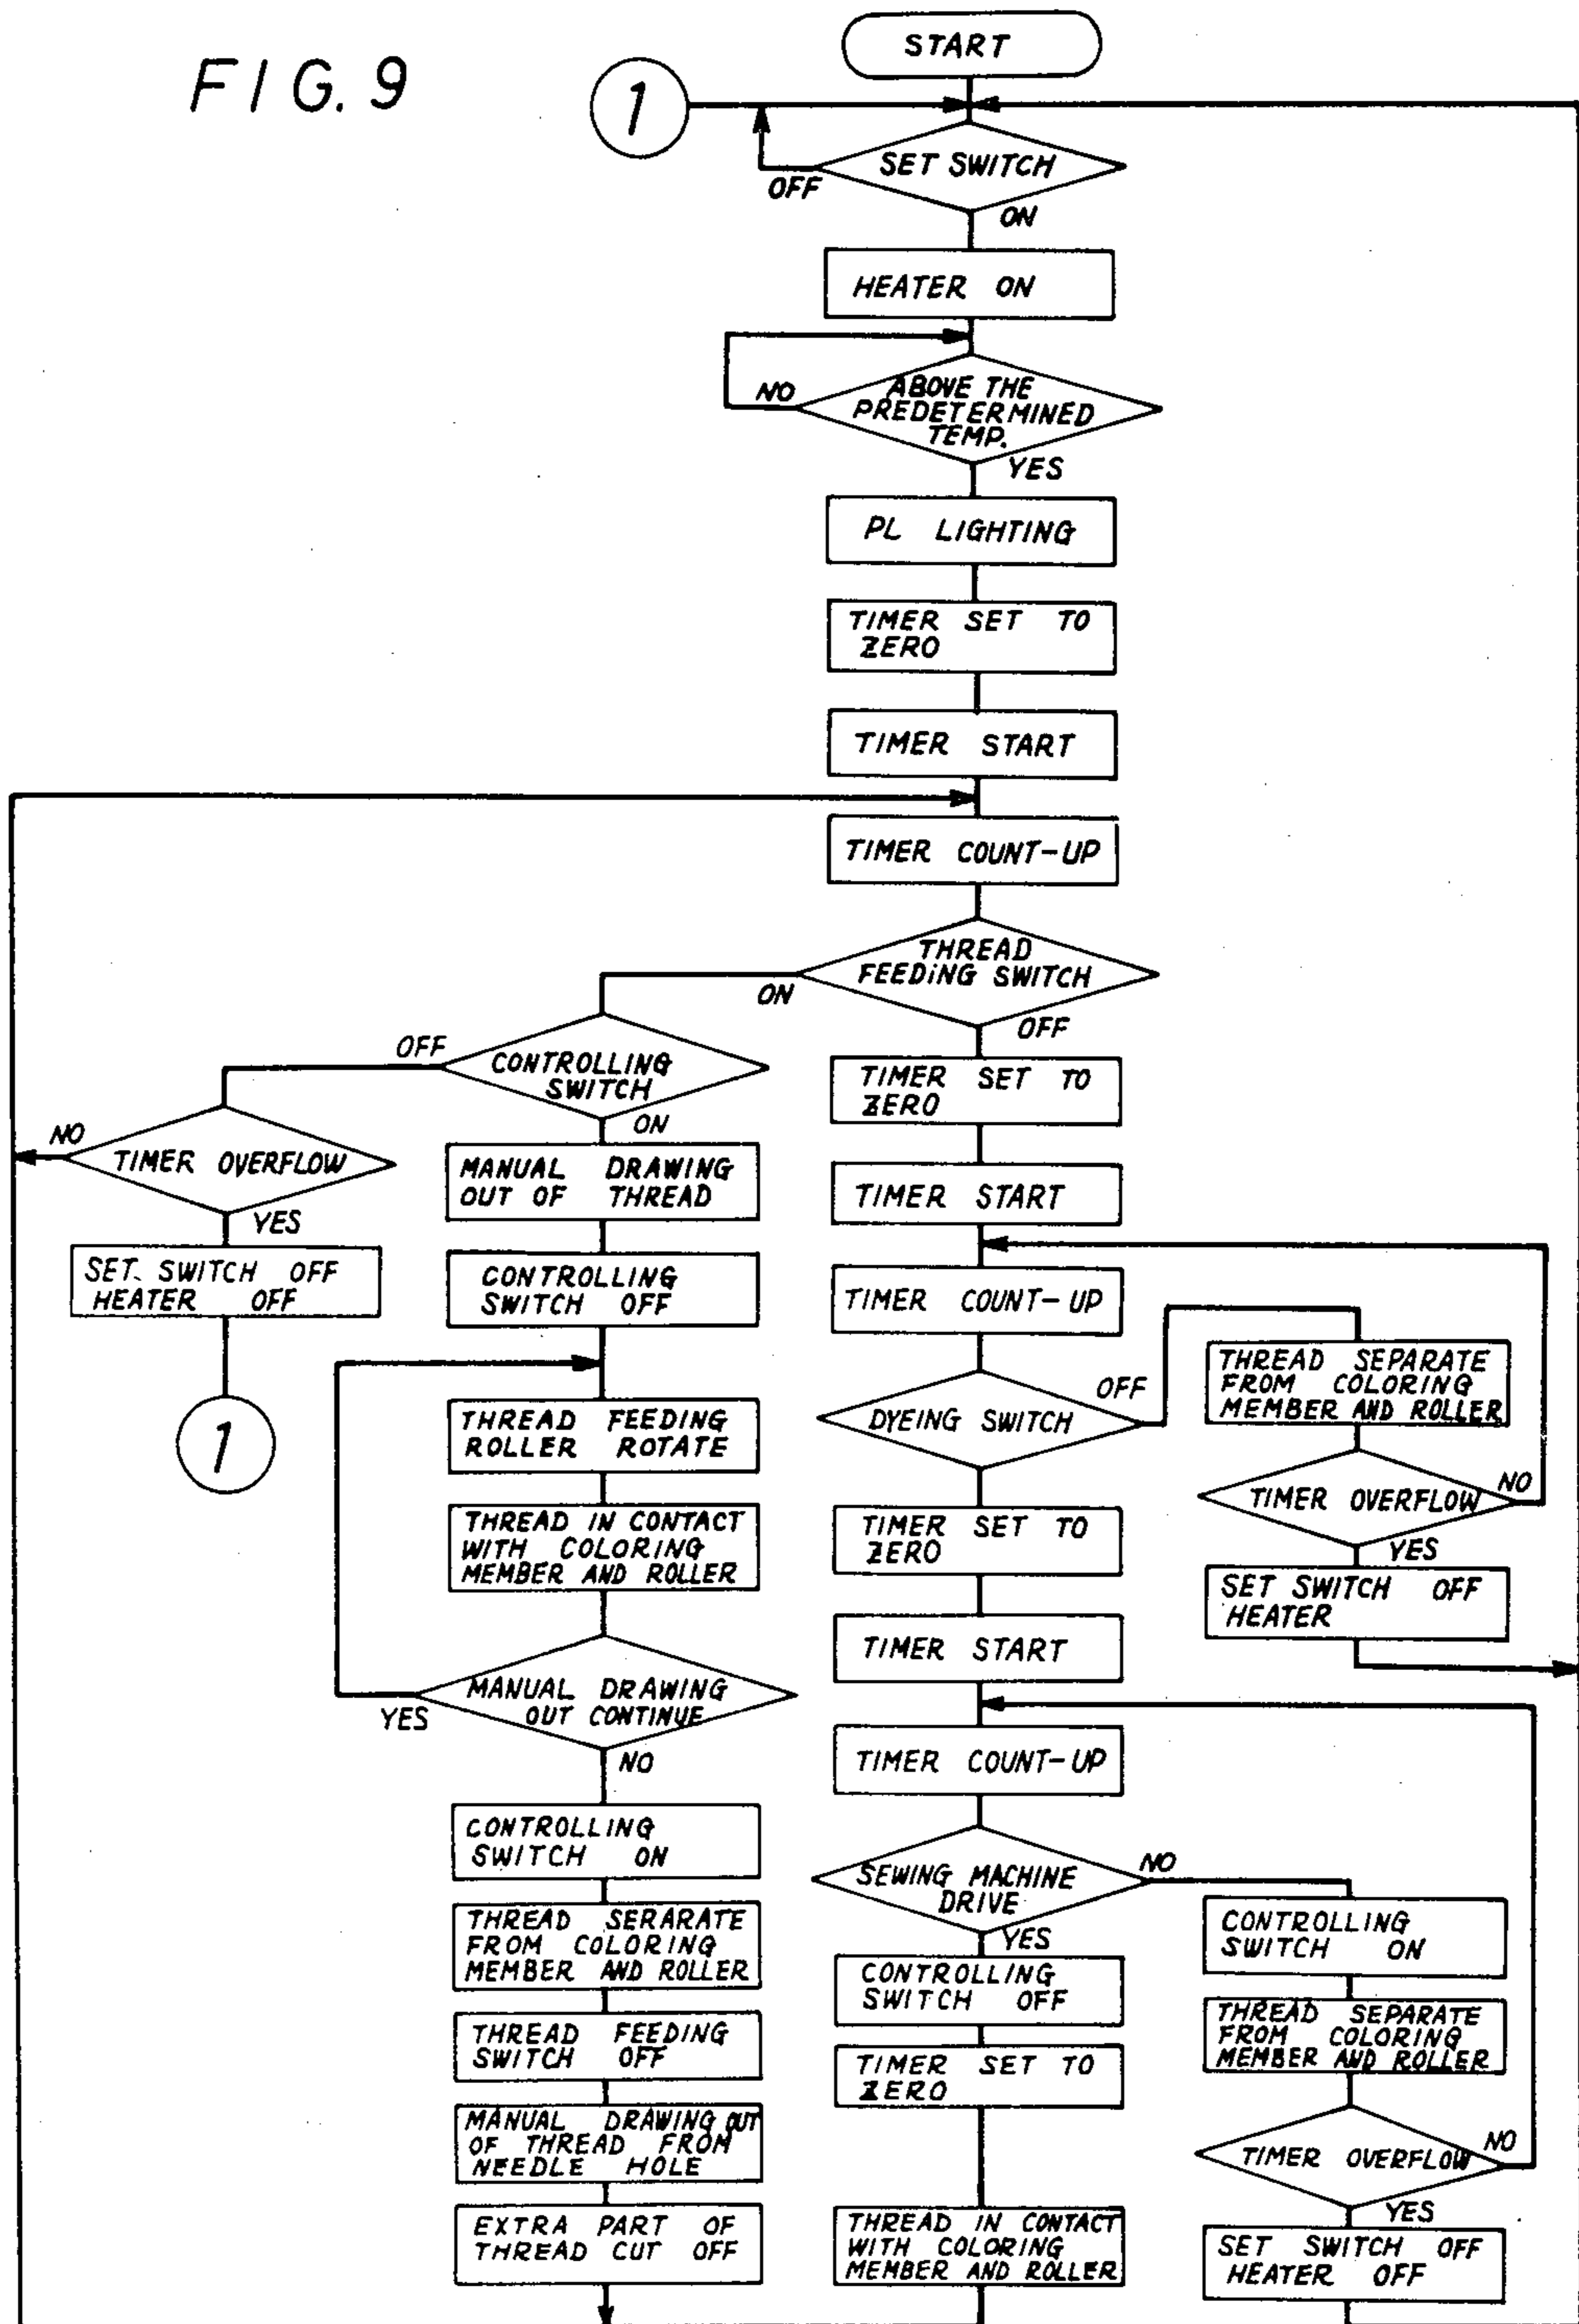 FIG. 9
START
1
SET SWITCH
OFF
ON
HEATER ON
NO
ABOVE THE
PREDETERMINED
TEMP.
YES
PL LIGHTING
TIMER SET TO
ZERO
TIMER START
TIMER COUNT-UP
THREAD
FEEDING SWITCH
ON
OFF
OFF
CONTROLLING
SWITCH
ON
NO
TIMER OVERFLOW
YES
SET SWITCH OFF
HEATER OFF
1
MANUAL DRAWING
OUT OF THREAD
CONTROLLING
SWITCH OFF
THREAD FEEDING
ROLLER ROTATE
THREAD IN CONTACT
WITH COLORING
MEMBER AND ROLLER
MANUAL DRAWING
OUT CONTINUE
YES
NO
CONTROLLING
SWITCH ON
THREAD SERARATE
FROM COLORING
MEMBER AND ROLLER
THREAD FEEDING
SWITCH OFF
MANUAL DRAWING OUT
OF THREAD FROM
NEEDLE HOLE
EXTRA PART OF
THREAD CUT OFF
TIMER SET TO
ZERO
TIMER START
TIMER COUNT-UP
DYEING SWITCH
OFF
THREAD SEPARATE
FROM COLORING
MEMBER AND ROLLER
TIMER OVERFLOW
NO
YES
SET SWITCH OFF
HEATER
TIMER SET TO
ZERO
TIMER START
TIMER COUNT-UP
SEWING MACHINE
DRIVE
NO
YES
CONTROLLING
SWITCH OFF
TIMER SET TO
ZERO
THREAD IN CONTACT
WITH COLORING
MEMBER AND ROLLER
CONTROLLING
SWITCH ON
THREAD SEPARATE
FROM COLORING
MEMBER AND ROLLER
TIMER OVERFLOW
NO
YES
SET SWITCH OFF
HEATER OFF